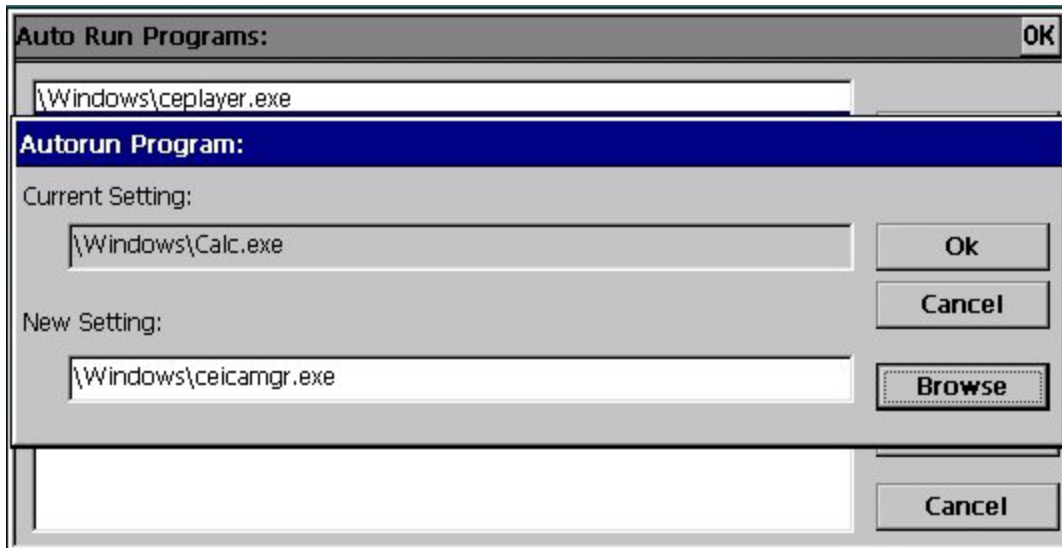 Auto Run Programs:
OK
\Windows\ceplayer.exe
Autorun Program:
Current Setting:
\Windows\Calc.exe
Ok
Cancel
New Setting:
\Windows\ceicamgr.exe
Browse
Cancel